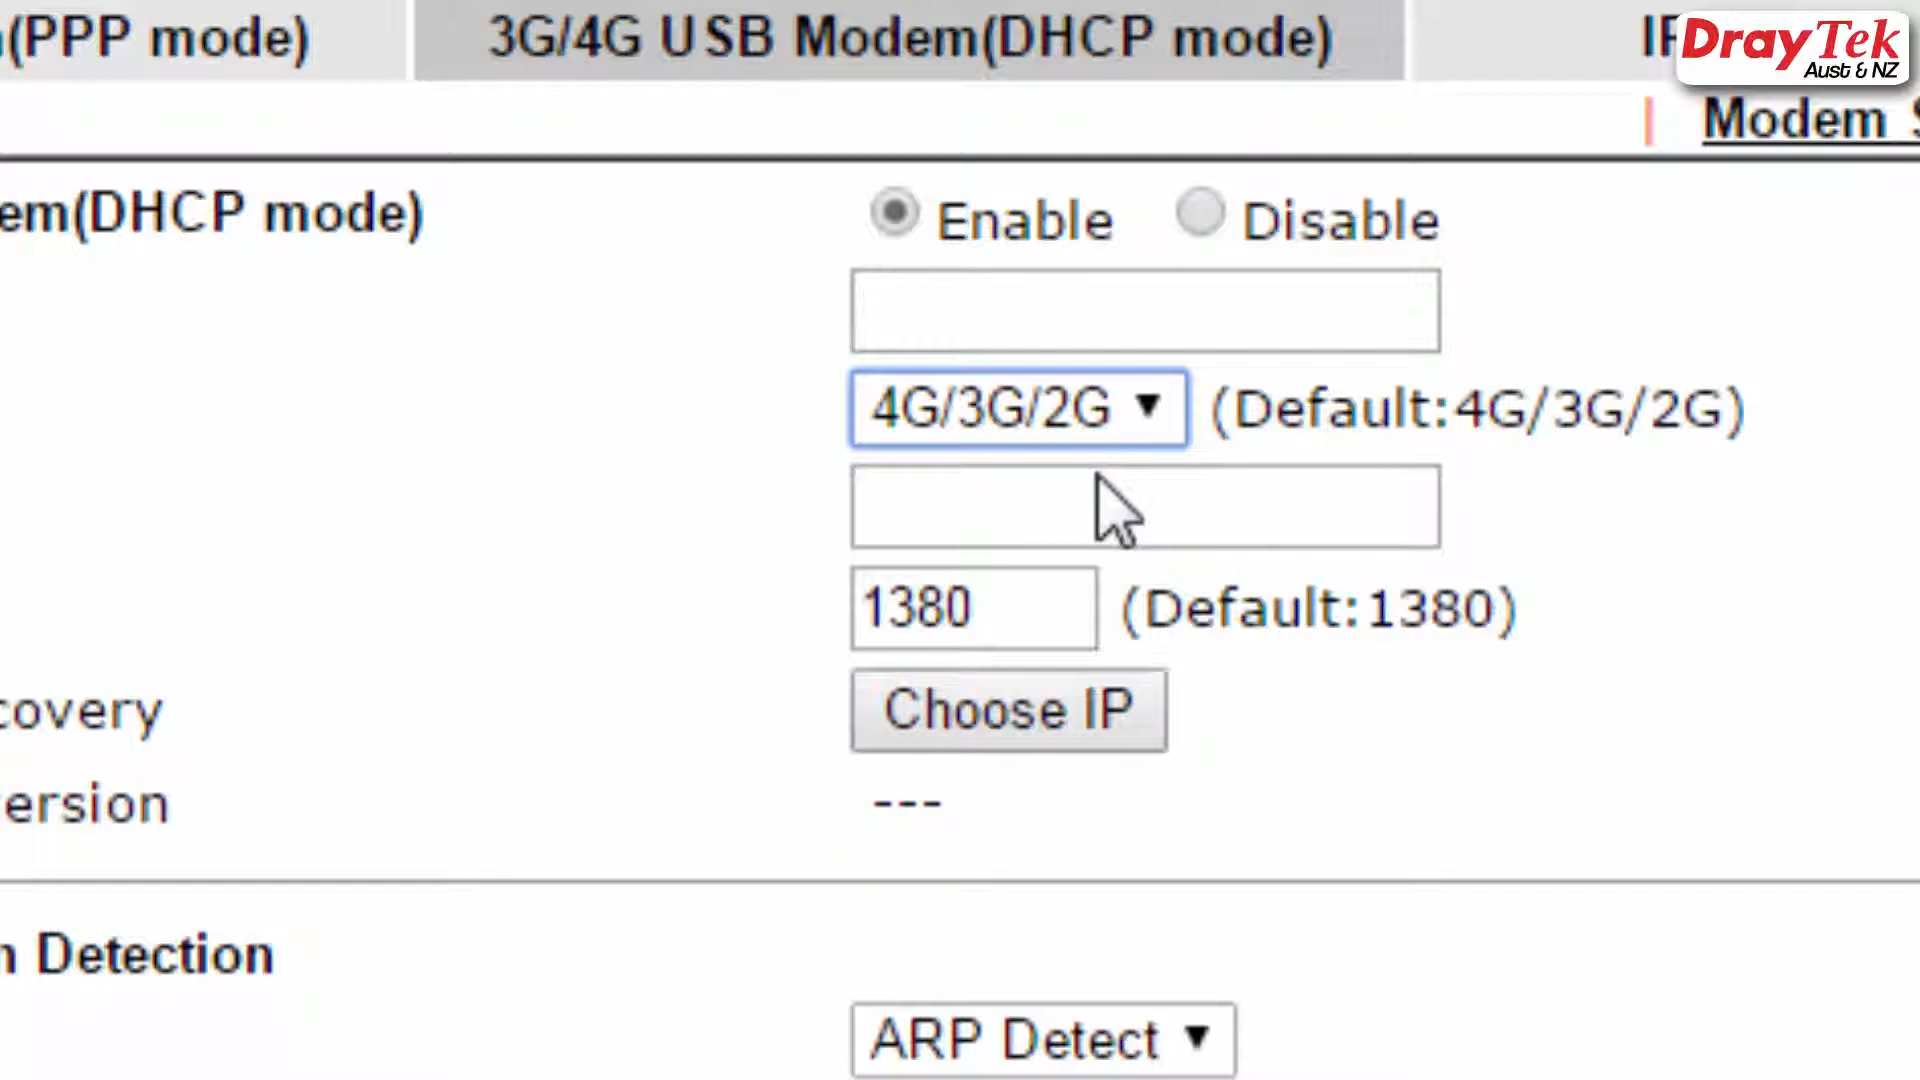 (PPP mode) 3G/4G USB Modem(DHCP mode)
DrayTek
Aust & NZ
Modem
em(DHCP mode) Enable Disable
4G/3G/2G (Default:4G/3G/2G)
1380 (Default:1380)
covery Choose IP
ersion ---
n Detection
ARP Detect